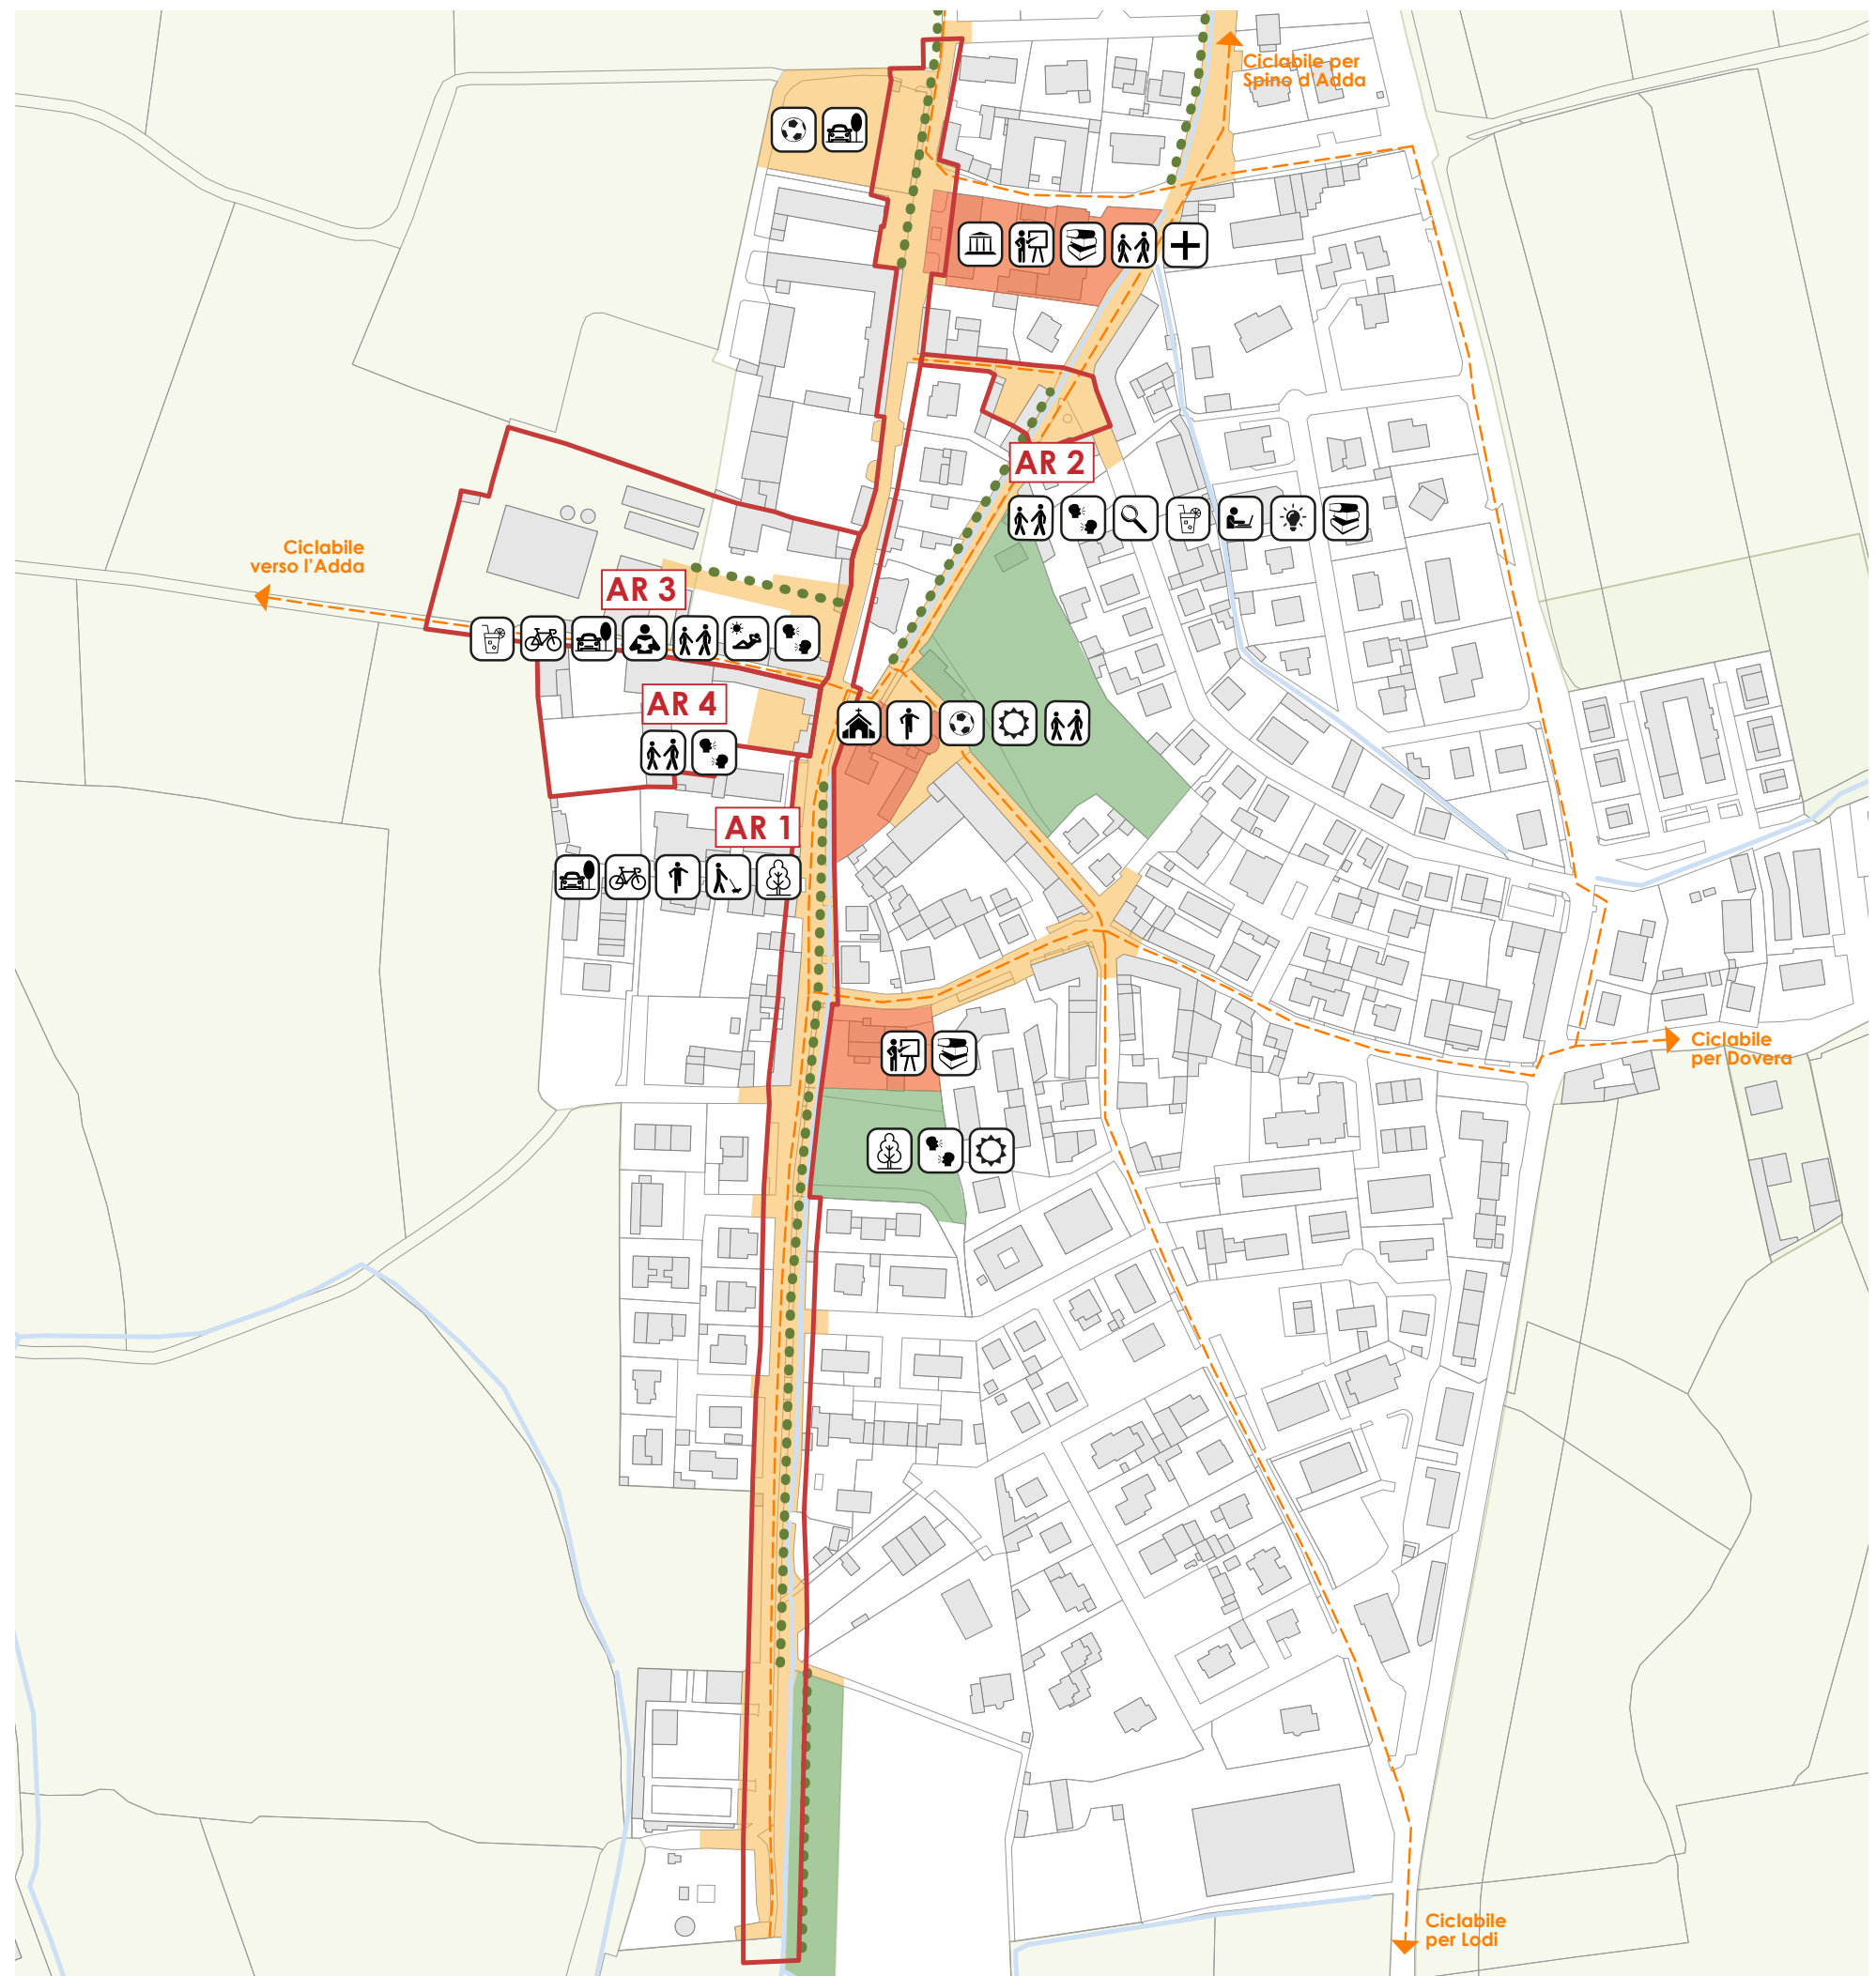 Ciclabile per
Spino d'Adda
AR 2
Ciclabile
verso l'Adda
AR 3
AR 4
AR 1
Ciclabile
per Dovera
Ciclabile
per Lodi